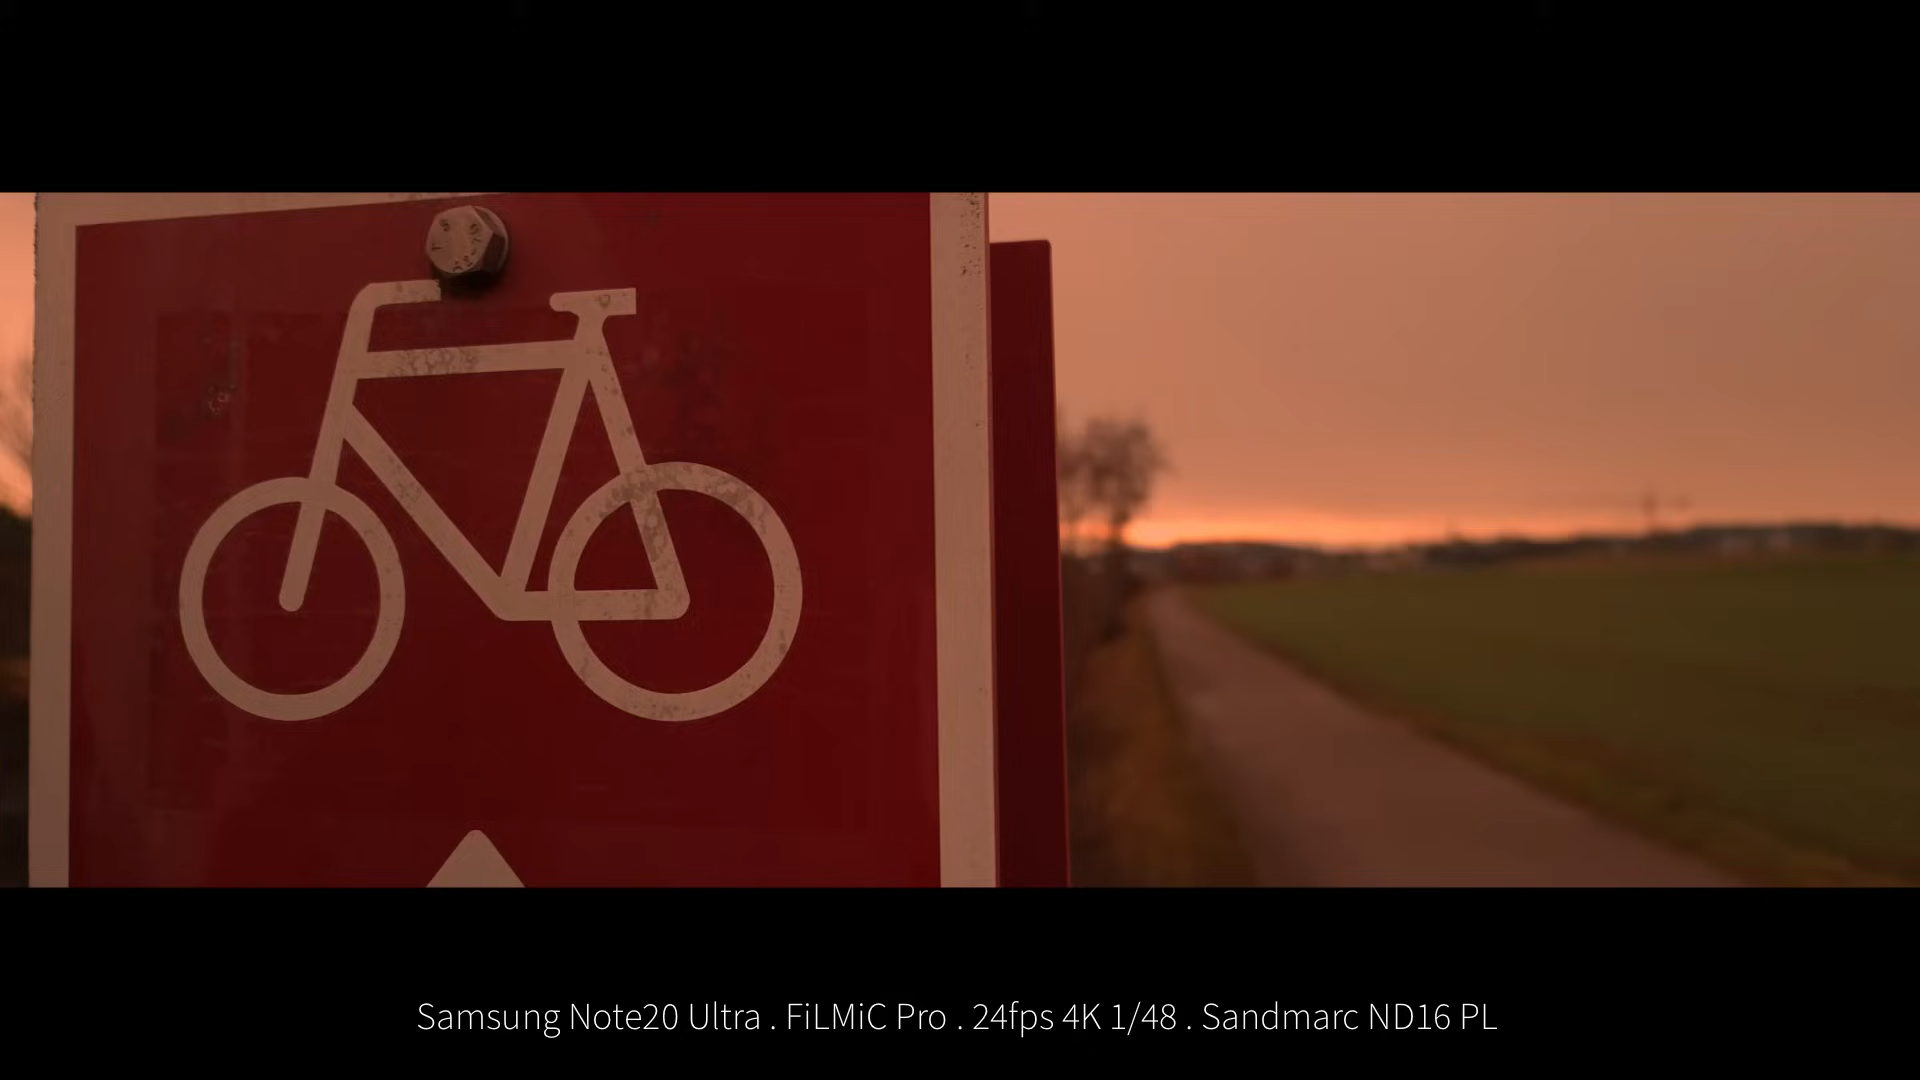 Samsung Note20 Ultra . FiLMiC Pro . 24fps 4K 1/48 . Sandmarc ND16 PL